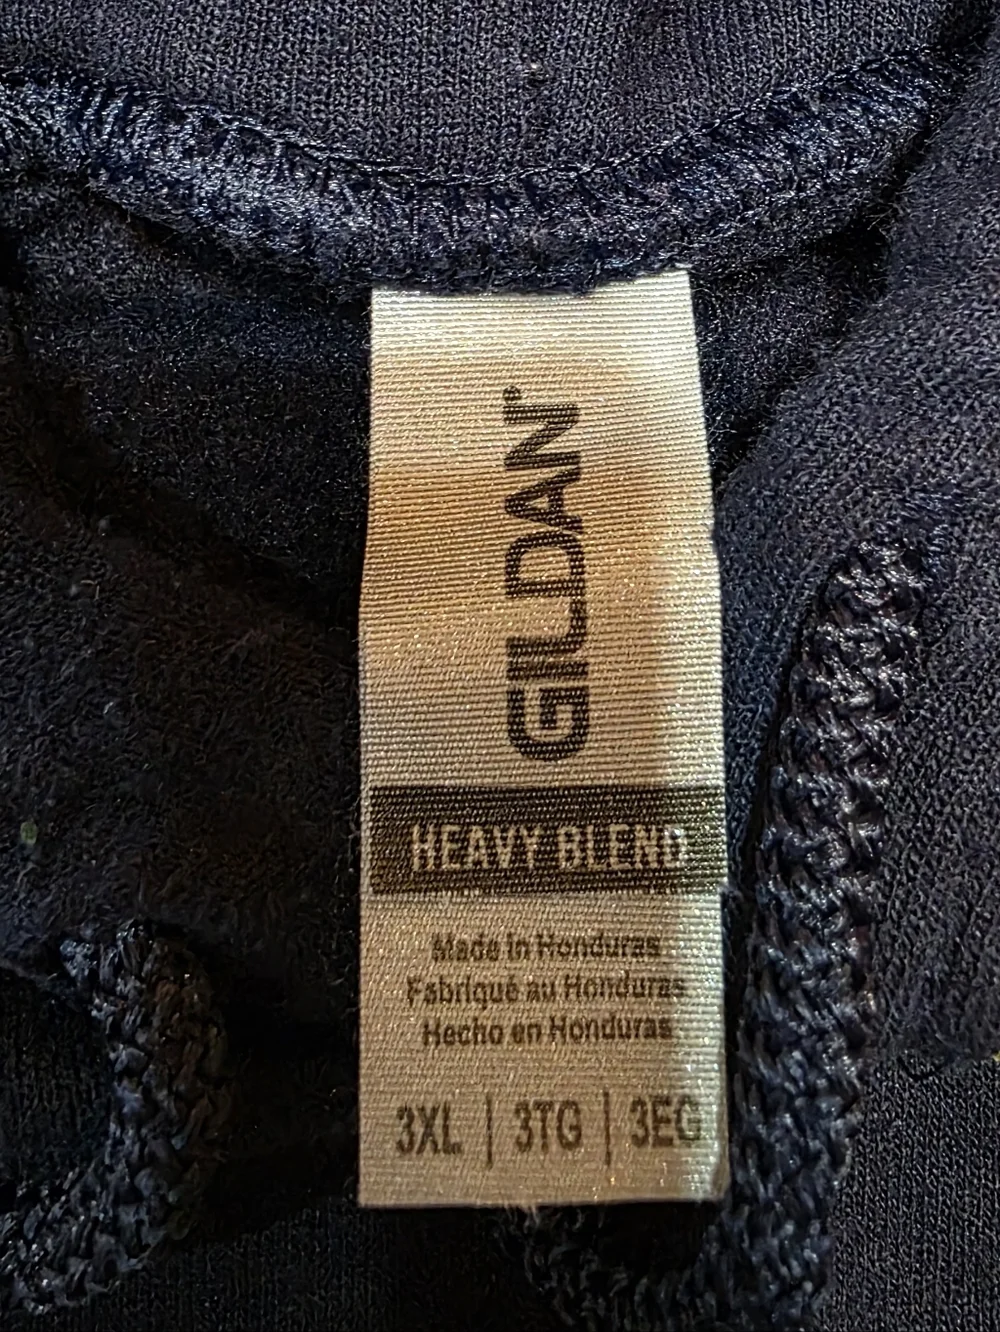 GILDAN®
HEAVY BLEND
Made in Honduras
Fabriqué au Honduras
Hecho en Honduras
3XL | 3TG | 3EG